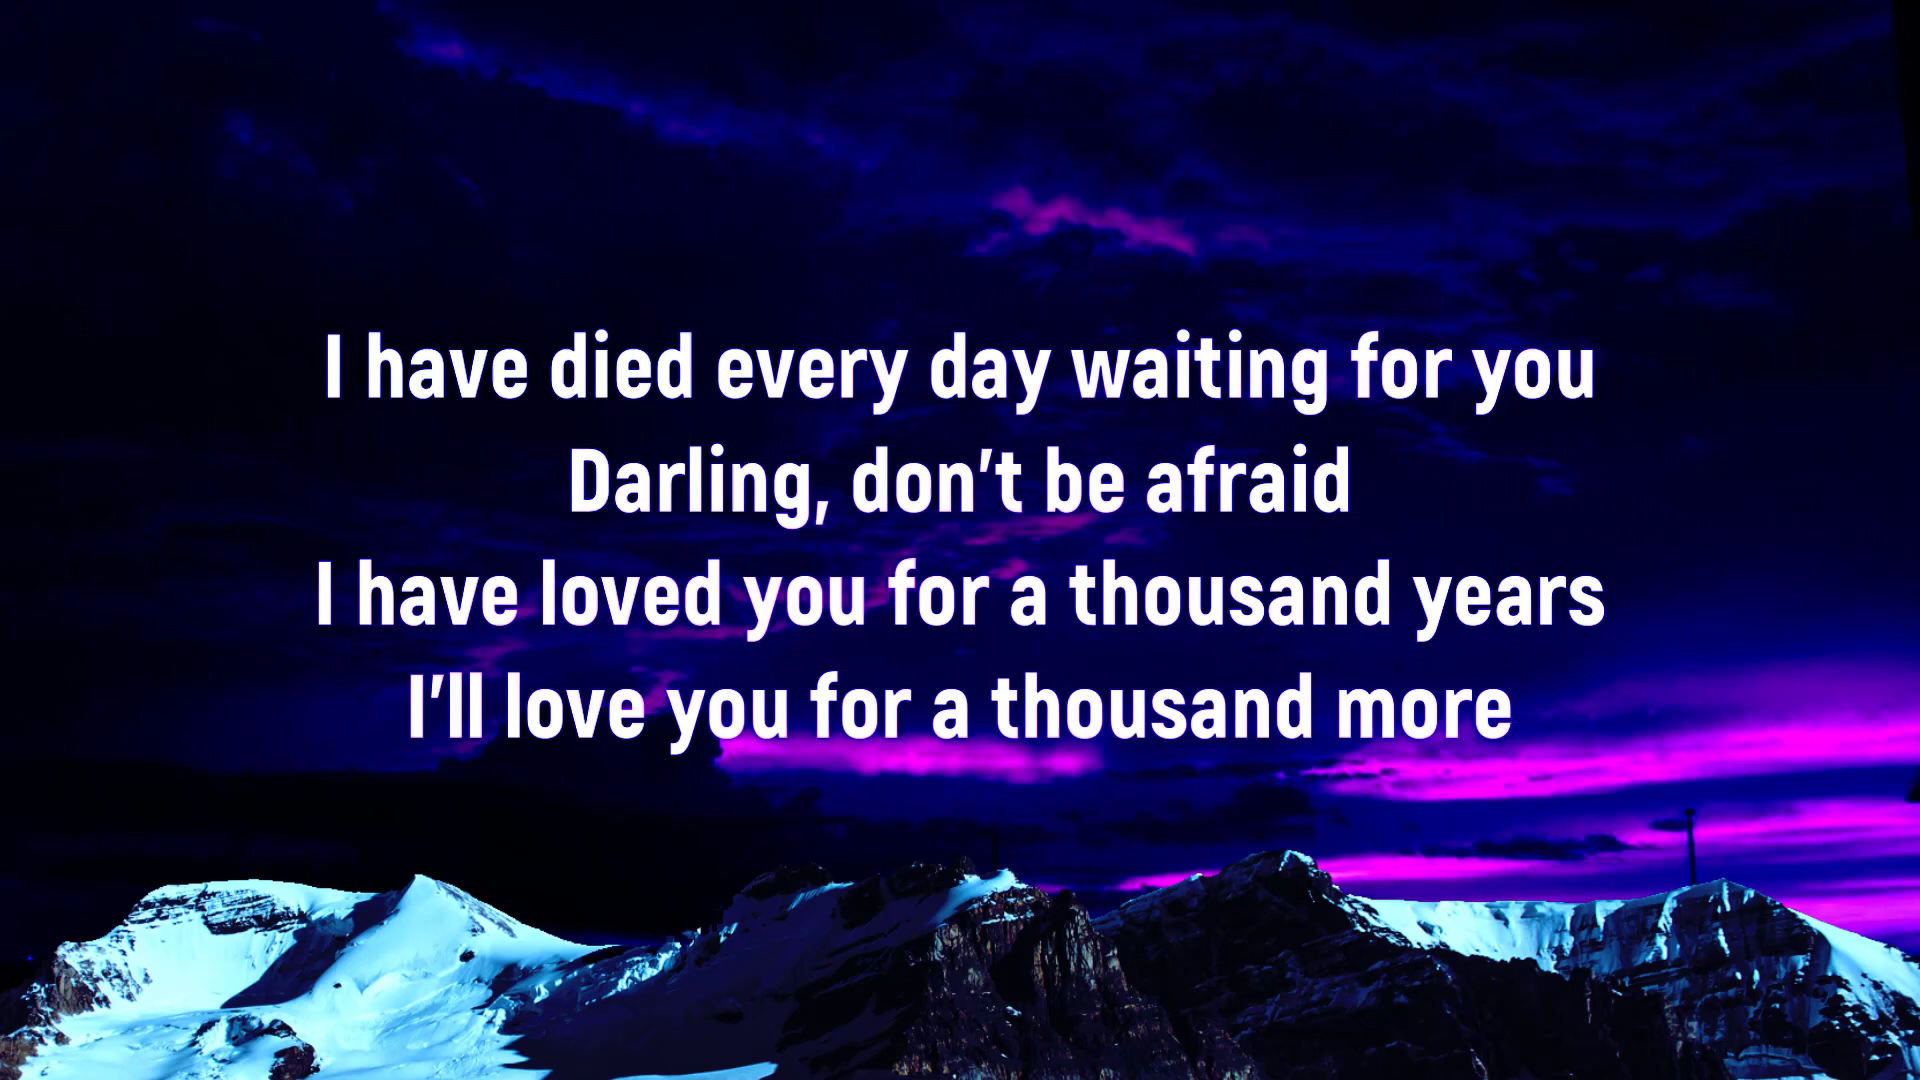 I have died every day waiting for you
Darling, don't be afraid
I have loved you for a thousand years
I'll love you for a thousand more